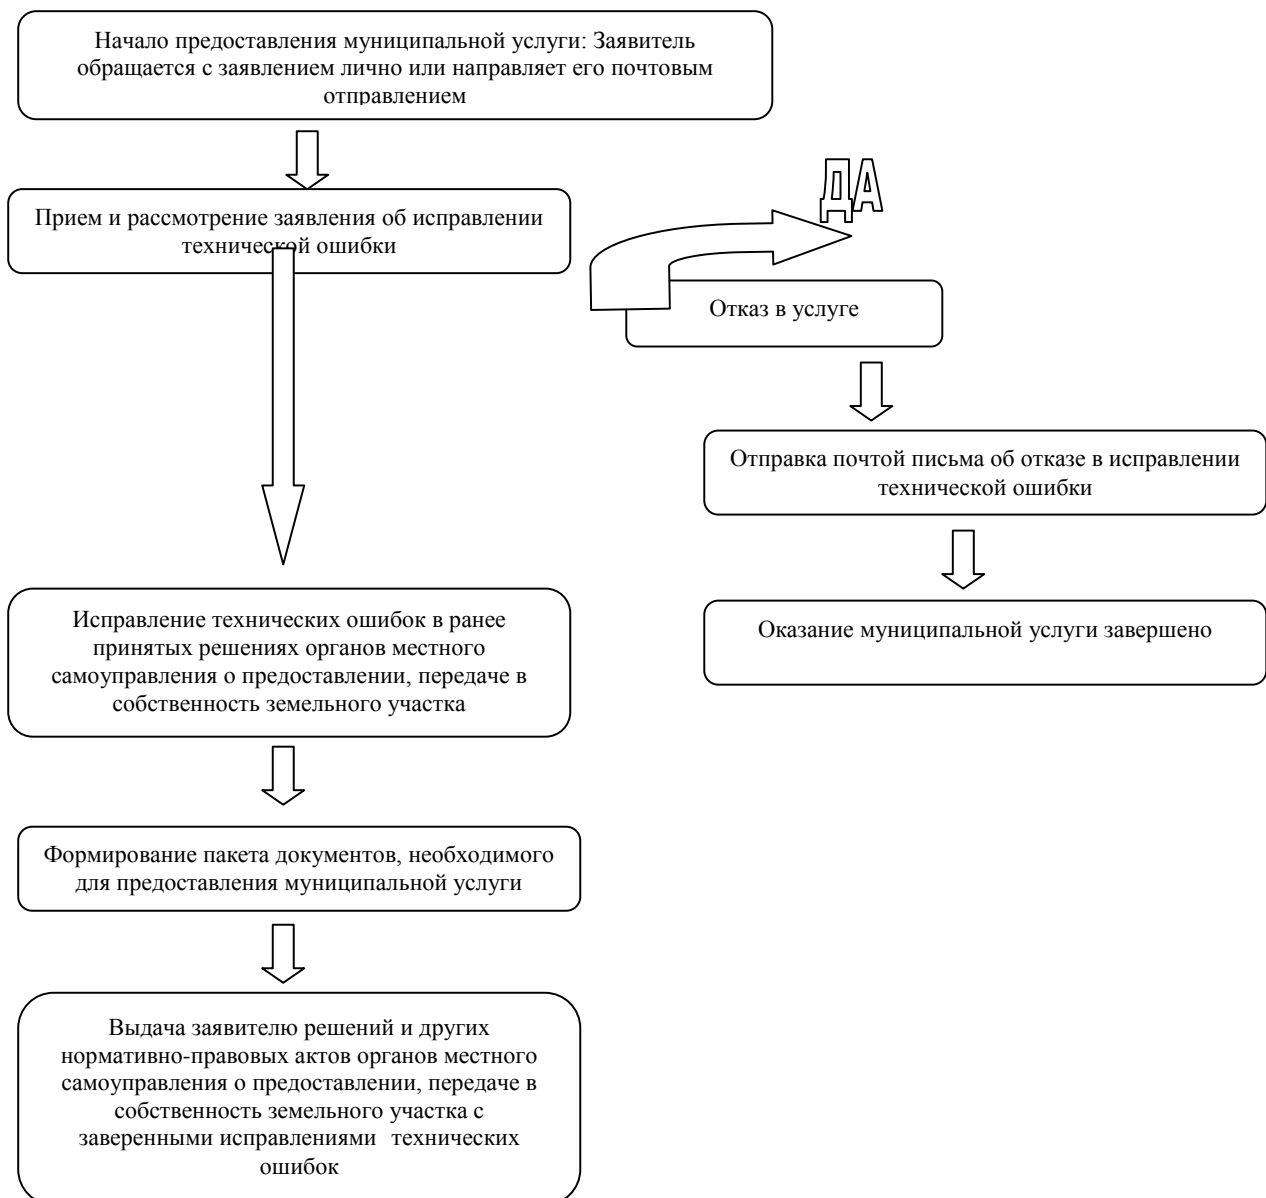 Начало предоставления муниципальной услуги: Заявитель
обращается с заявлением лично или направляет его почтовым
отправлением
Прием и рассмотрение заявления об исправлении
технической ошибки
ДА
Отказ в услуге
Отправка почтой письма об отказе в исправлении
технической ошибки
Оказание муниципальной услуги завершено
Исправление технических ошибок в ранее
принятых решениях органов местного
самоуправления о предоставлении, передаче в
собственность земельного участка
Формирование пакета документов, необходимого
для предоставления муниципальной услуги
Выдача заявителю решений и других
нормативно-правовых актов органов местного
самоуправления о предоставлении, передаче в
собственность земельного участка с
заверенными исправлениями технических
ошибок